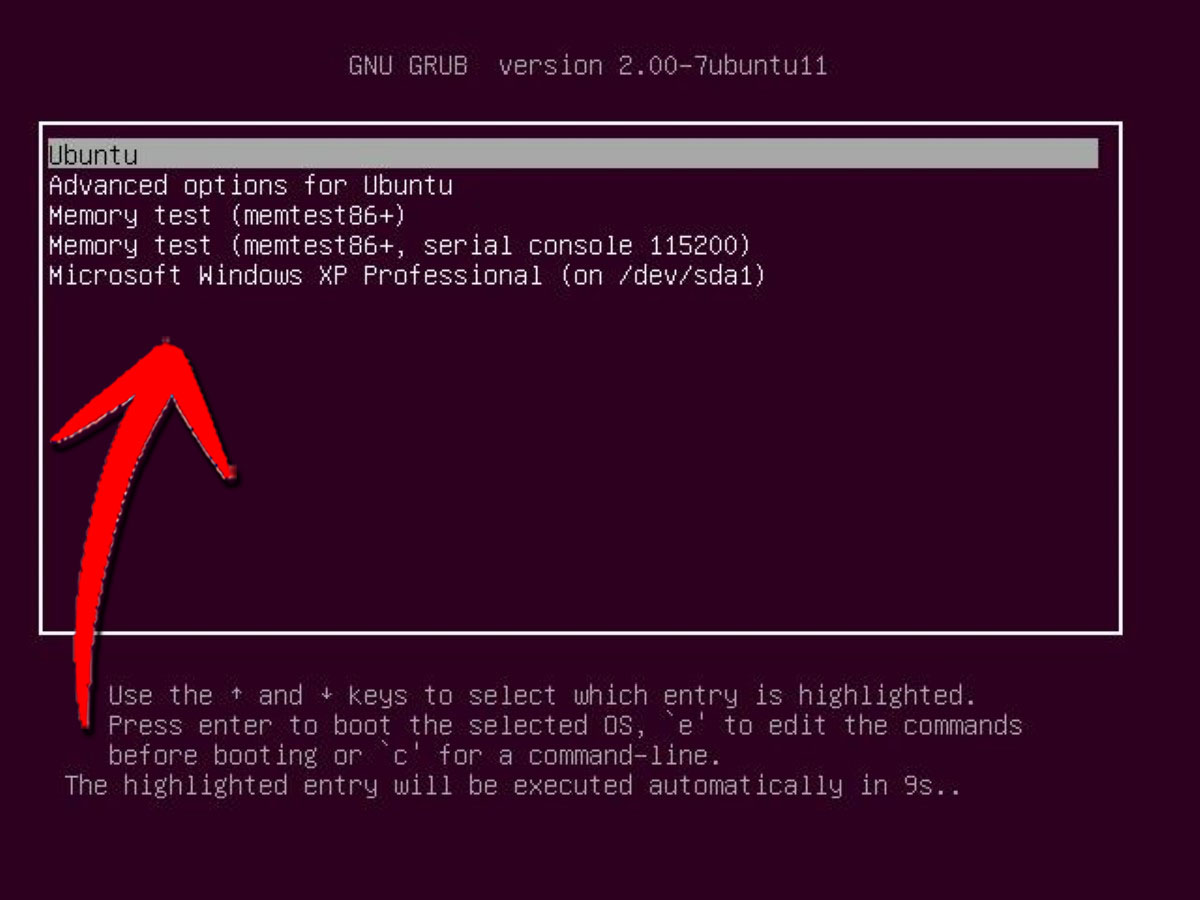 GNU GRUB  version 2.00-7ubuntu11
Ubuntu
Advanced options for Ubuntu
Memory test (memtest86+)
Memory test (memtest86+, serial console 115200)
Microsoft Windows XP Professional (on /dev/sda1)
Use the ↑ and ↓ keys to select which entry is highlighted.
Press enter to boot the selected OS, `e' to edit the commands
before booting or `c' for a command-line.
The highlighted entry will be executed automatically in 9s..